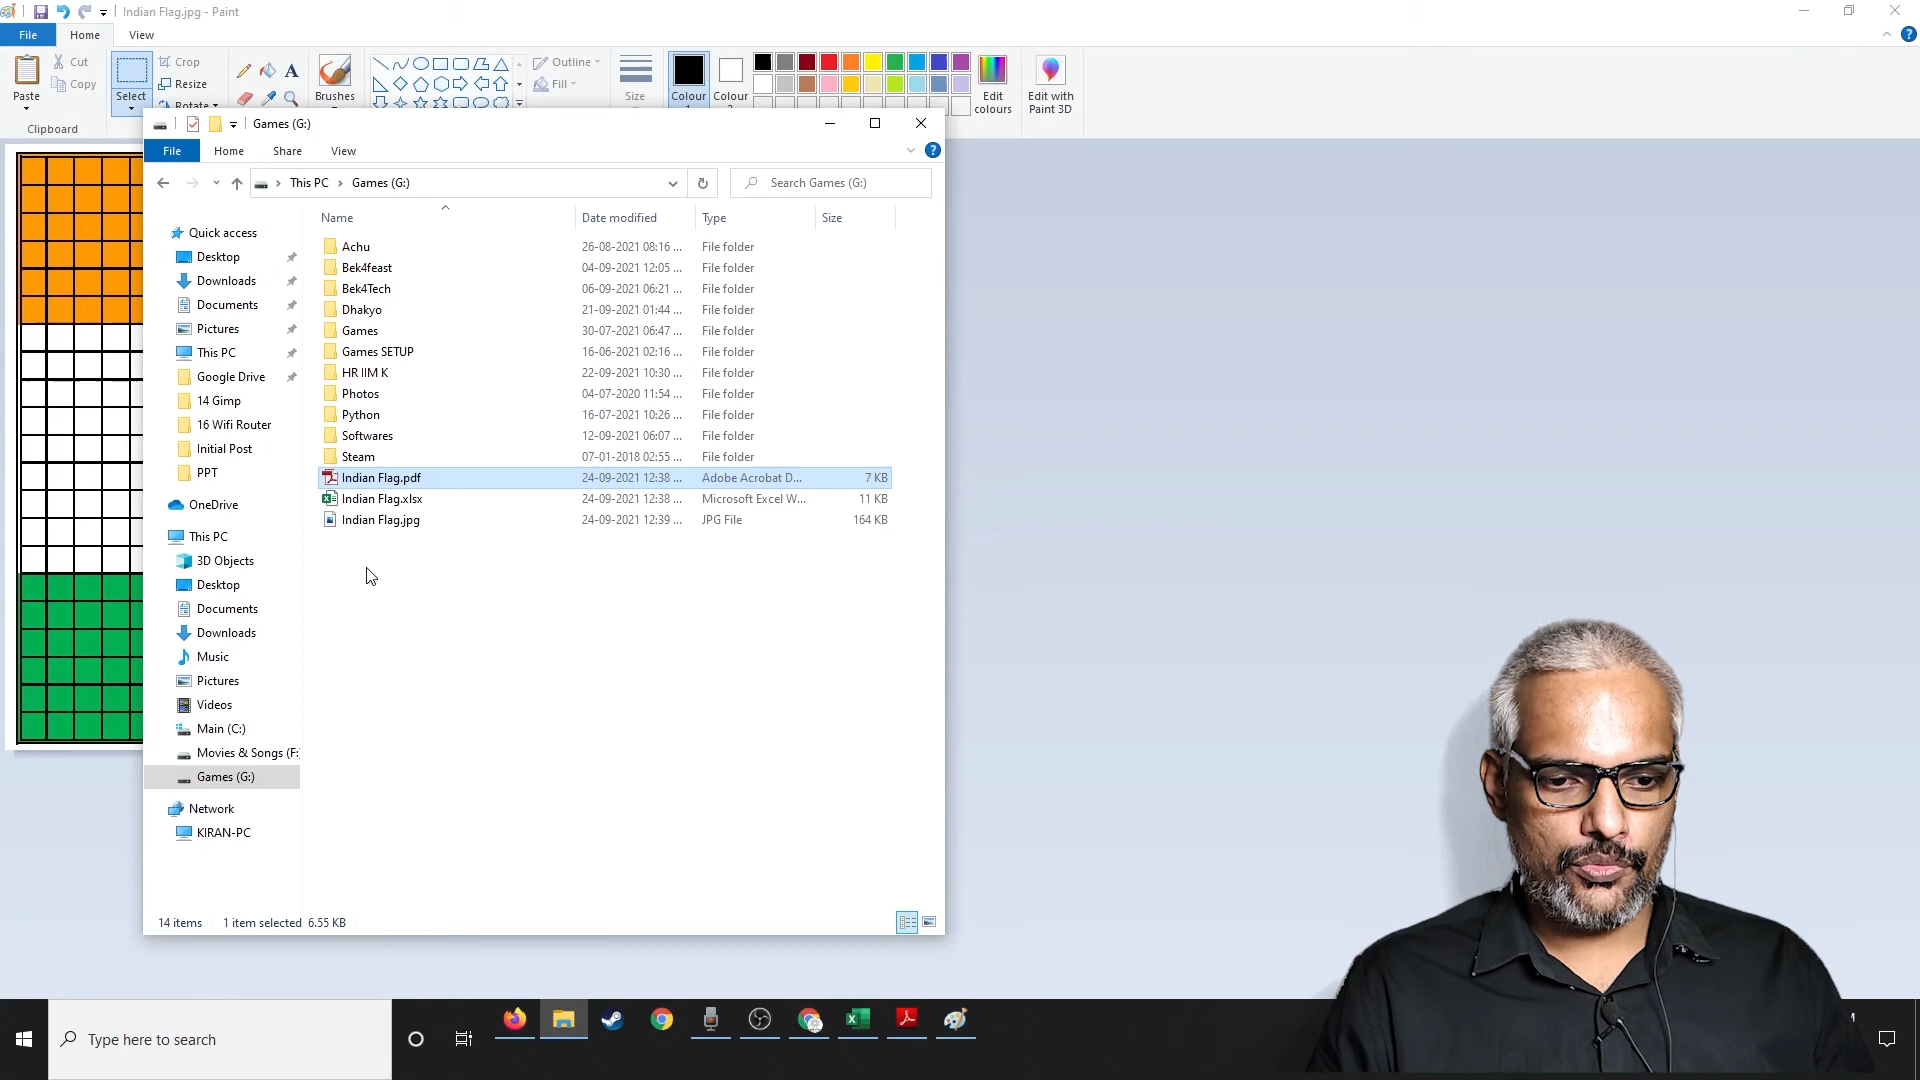 Indian Flag.jpg - Paint
File
Home
View
Paste
Cut
Copy
Clipboard
Select
Crop
Resize
Rotate
Brushes
Outline
Fill
Size
Colour
1
Colour
Edit
colours
Edit with
Paint 3D
Games (G:)
File
Home
Share
View
This PC
Games (G:)
Search Games (G:)
Name
Date modified
Type
Size
Quick access
Desktop
Downloads
Documents
Pictures
This PC
Google Drive
14 Gimp
16 Wifi Router
Initial Post
PPT
OneDrive
This PC
3D Objects
Desktop
Documents
Downloads
Music
Pictures
Videos
Main (C:)
Movies & Songs (F:
Games (G:)
Network
KIRAN-PC
Achu 26-08-2021 08:16 ... File folder
Bek4feast 04-09-2021 12:05 ... File folder
Bek4Tech 06-09-2021 06:21 ... File folder
Dhakyo 21-09-2021 01:44 ... File folder
Games 30-07-2021 06:47 ... File folder
Games SETUP 16-06-2021 02:16 ... File folder
HR IIM K 22-09-2021 10:30 ... File folder
Photos 04-07-2020 11:54 ... File folder
Python 16-07-2021 10:26 ... File folder
Softwares 12-09-2021 06:07 ... File folder
Steam 07-01-2018 02:55 ... File folder
Indian Flag.pdf 24-09-2021 12:38 ... Adobe Acrobat D... 7 KB
Indian Flag.xlsx 24-09-2021 12:38 ... Microsoft Excel W... 11 KB
Indian Flag.jpg 24-09-2021 12:39 ... JPG File 164 KB
14 items 1 item selected 6.55 KB
Type here to search